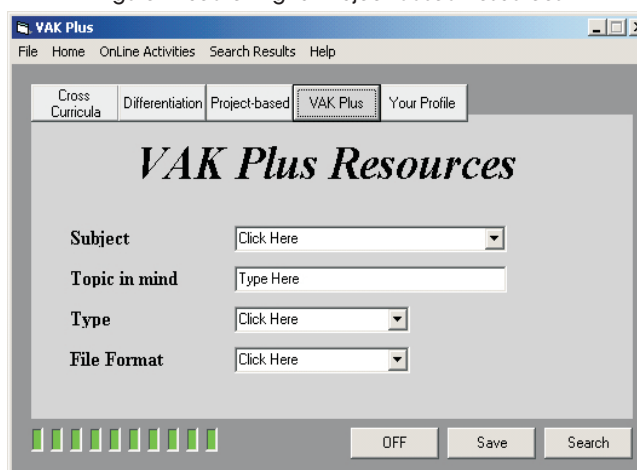 VAK Plus
File Home OnLine Activities Search Results Help
Cross Curricula Differentiation Project-based VAK Plus Your Profile
VAK Plus Resources
Subject Click Here
Topic in mind Type Here
Type Click Here
File Format Click Here
OFF Save Search